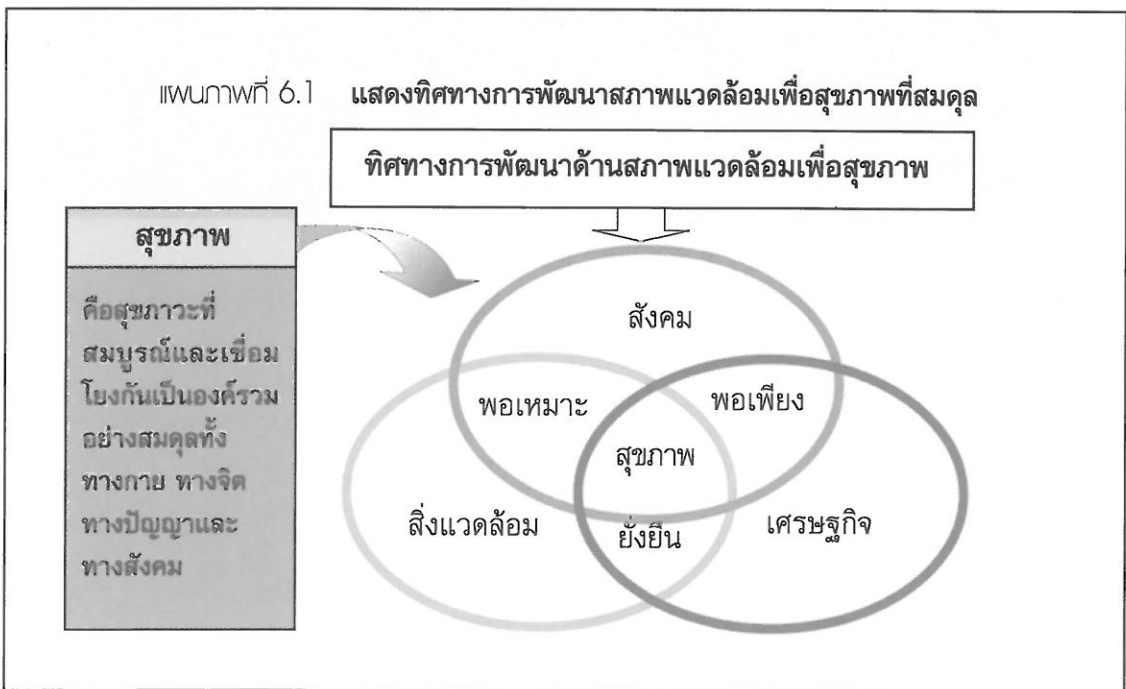 แผนภาพที่ 6.1 แสดงทิศทางการพัฒนาสภาพแวดล้อมเพื่อสุขภาพที่สมดุล
ทิศทางการพัฒนาด้านสภาพแวดล้อมเพื่อสุขภาพ
สุขภาพ
คือสุขภาวะที่
สมบูรณ์และเชื่อม
โยงกันเป็นองค์รวม
อย่างสมดุลทั้ง
ทางกาย ทางจิต
ทางปัญญาและ
ทางสังคม
สังคม
พอเหมาะ
พอเพียง
สุขภาพ
สิ่งแวดล้อม
ยั่งยืน
เศรษฐกิจ